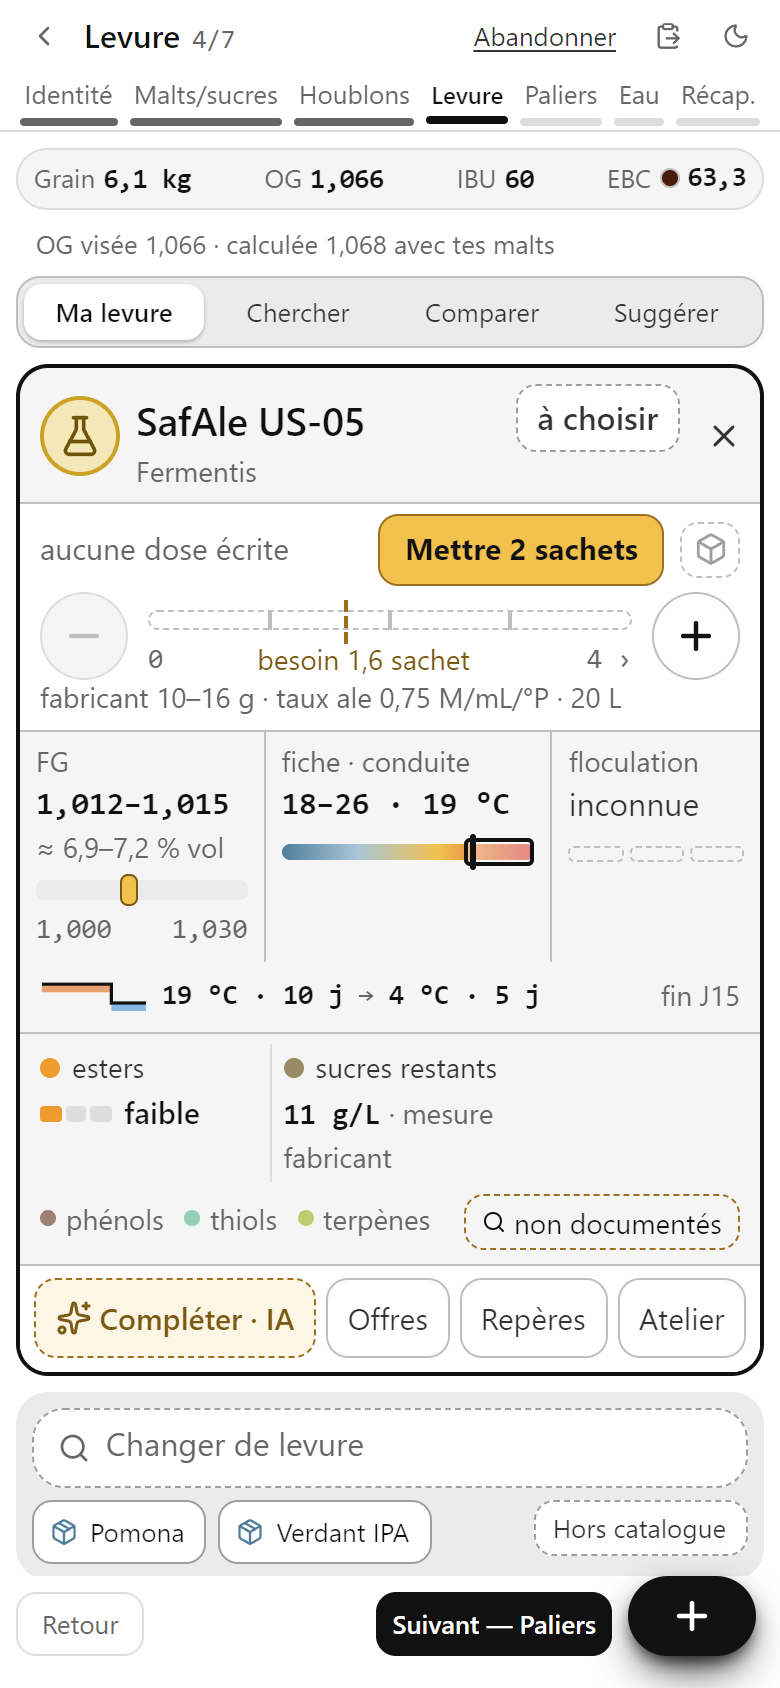 Levure 4/7
Abandonner
Identité Malts/sucres Houblons Levure Paliers Eau Récap.
Grain 6,1 kg OG 1,066 IBU 60 EBC 63,3
OG visée 1,066 · calculée 1,068 avec tes malts
Ma levure Chercher Comparer Suggérer
SafAle US-05
à choisir
Fermentis
aucune dose écrite
Mettre 2 sachets
0 besoin 1,6 sachet 4 ›
fabricant 10–16 g · taux ale 0,75 M/mL/°P · 20 L
FG
1,012–1,015
≈ 6,9–7,2 % vol
1,000 1,030
fiche · conduite
18–26 · 19 °C
floculation
inconnue
19 °C · 10 j → 4 °C · 5 j fin J15
esters
faible
sucres restants
11 g/L · mesure
fabricant
phénols thiols terpènes non documentés
Compléter · IA Offres Repères Atelier
Changer de levure
Pomona Verdant IPA Hors catalogue
Retour Suivant — Paliers